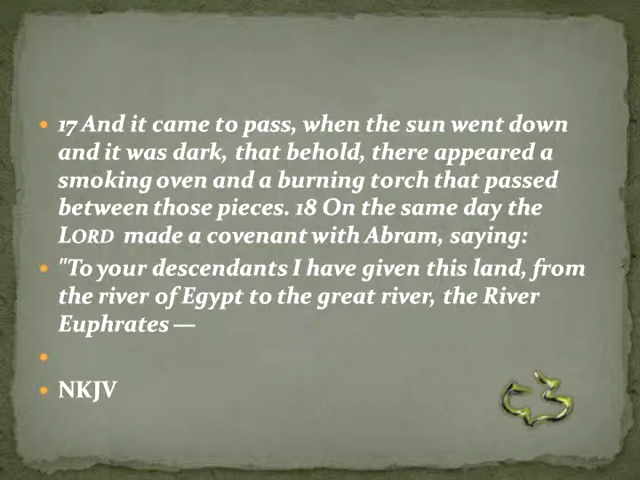 17 And it came to pass, when the sun went down
and it was dark, that behold, there appeared a
smoking oven and a burning torch that passed
between those pieces. 18 On the same day the
LORD made a covenant with Abram, saying:
"To your descendants I have given this land, from
the river of Egypt to the great river, the River
Euphrates —
NKJV